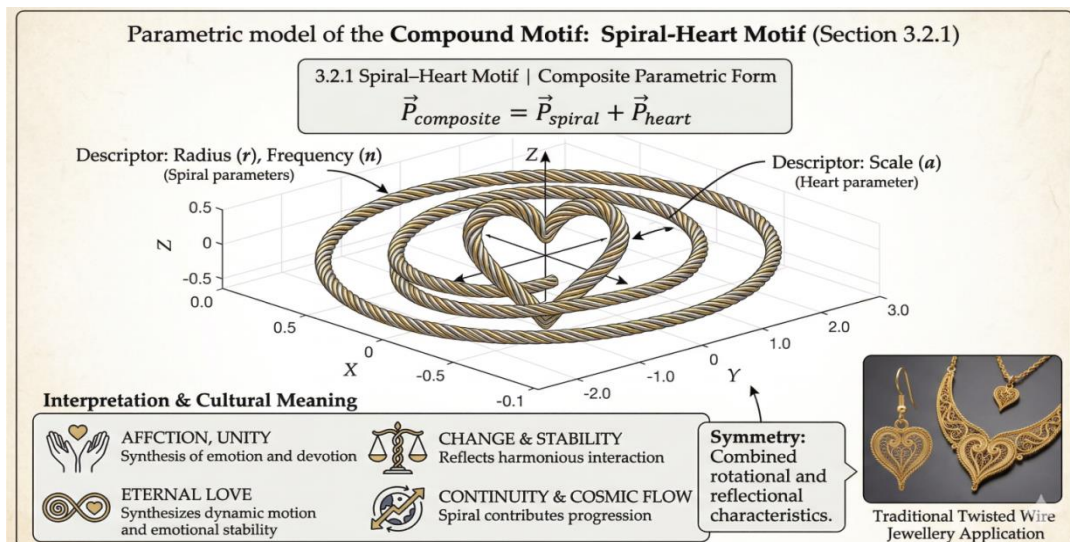 Parametric model of the Compound Motif: Spiral-Heart Motif (Section 3.2.1)
3.2.1 Spiral–Heart Motif | Composite Parametric Form
P⃗composite = P⃗spiral + P⃗heart
Descriptor: Radius (r), Frequency (n)
(Spiral parameters)
Descriptor: Scale (a)
(Heart parameter)
Z
Z
0.5
0
-0.5
0.0
0.5
0
-0.5
-0.1
X
-2.0
-1.0
0
1.0
2.0
3.0
Y
Interpretation & Cultural Meaning
AFFCTION, UNITY
Synthesis of emotion and devotion
CHANGE & STABILITY
Reflects harmonious interaction
ETERNAL LOVE
Synthesizes dynamic motion
and emotional stability
CONTINUITY & COSMIC FLOW
Spiral contributes progression
Symmetry:
Combined
rotational and
reflectional
characteristics.
Traditional Twisted Wire
Jewellery Application